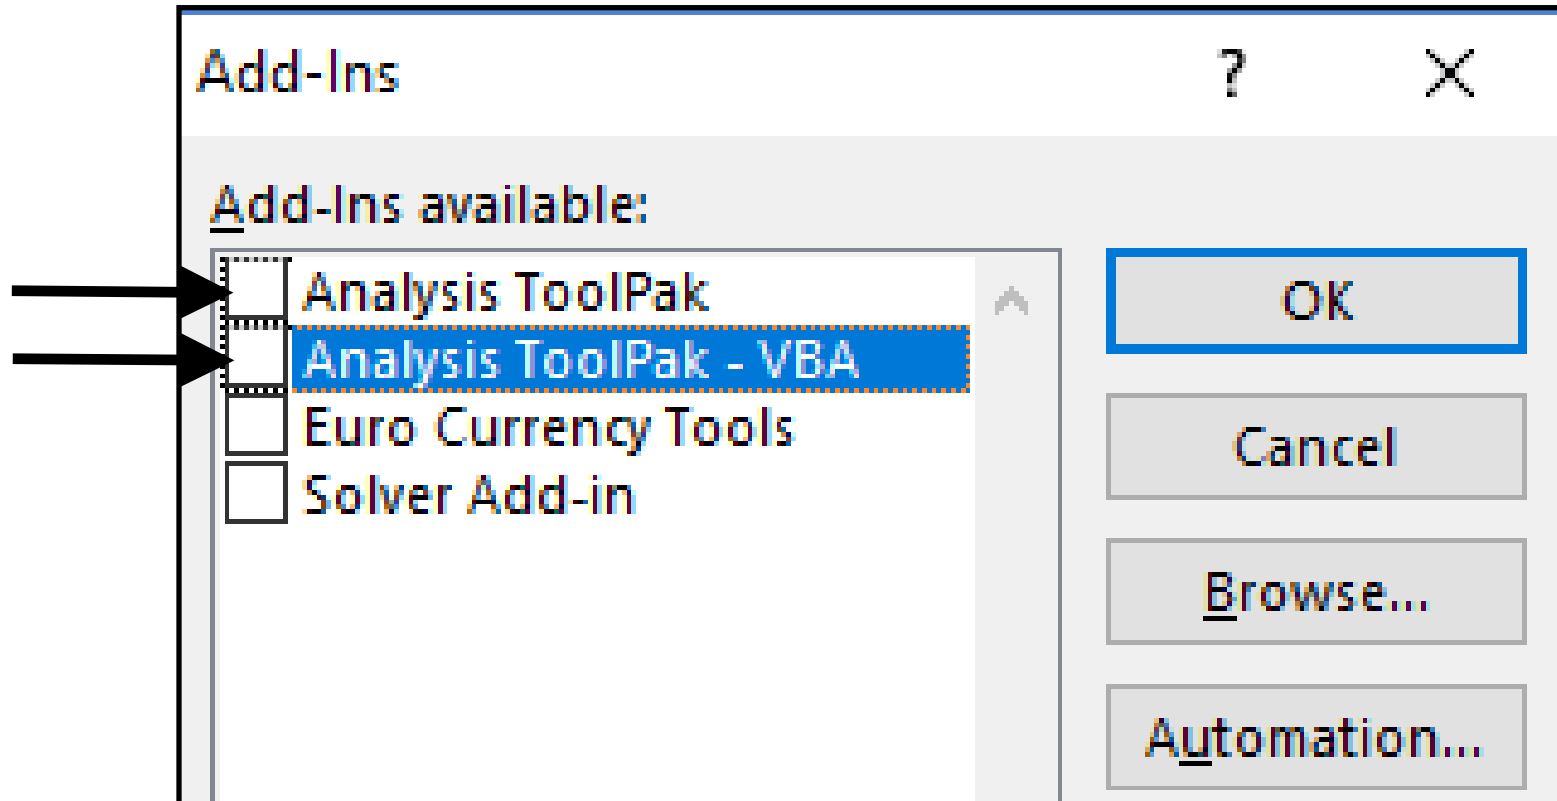 Add-Ins ?
Add-Ins available:
Analysis ToolPak
Analysis ToolPak - VBA
Euro Currency Tools
Solver Add-in
OK
Cancel
Browse...
Automation...